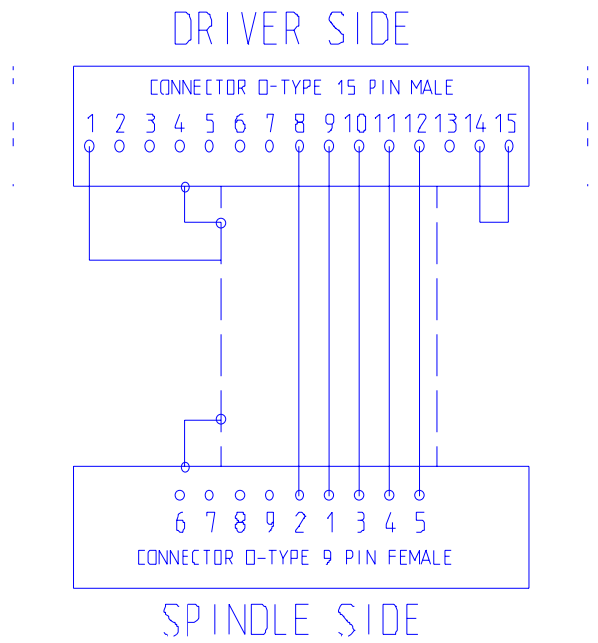 DRIVER SIDE
CONNECTOR D-TYPE 15 PIN MALE
1 2 3 4 5 6 7 8 9 10 11 12 13 14 15
6 7 8 9 2 1 3 4 5
CONNECTOR D-TYPE 9 PIN FEMALE
SPINDLE SIDE